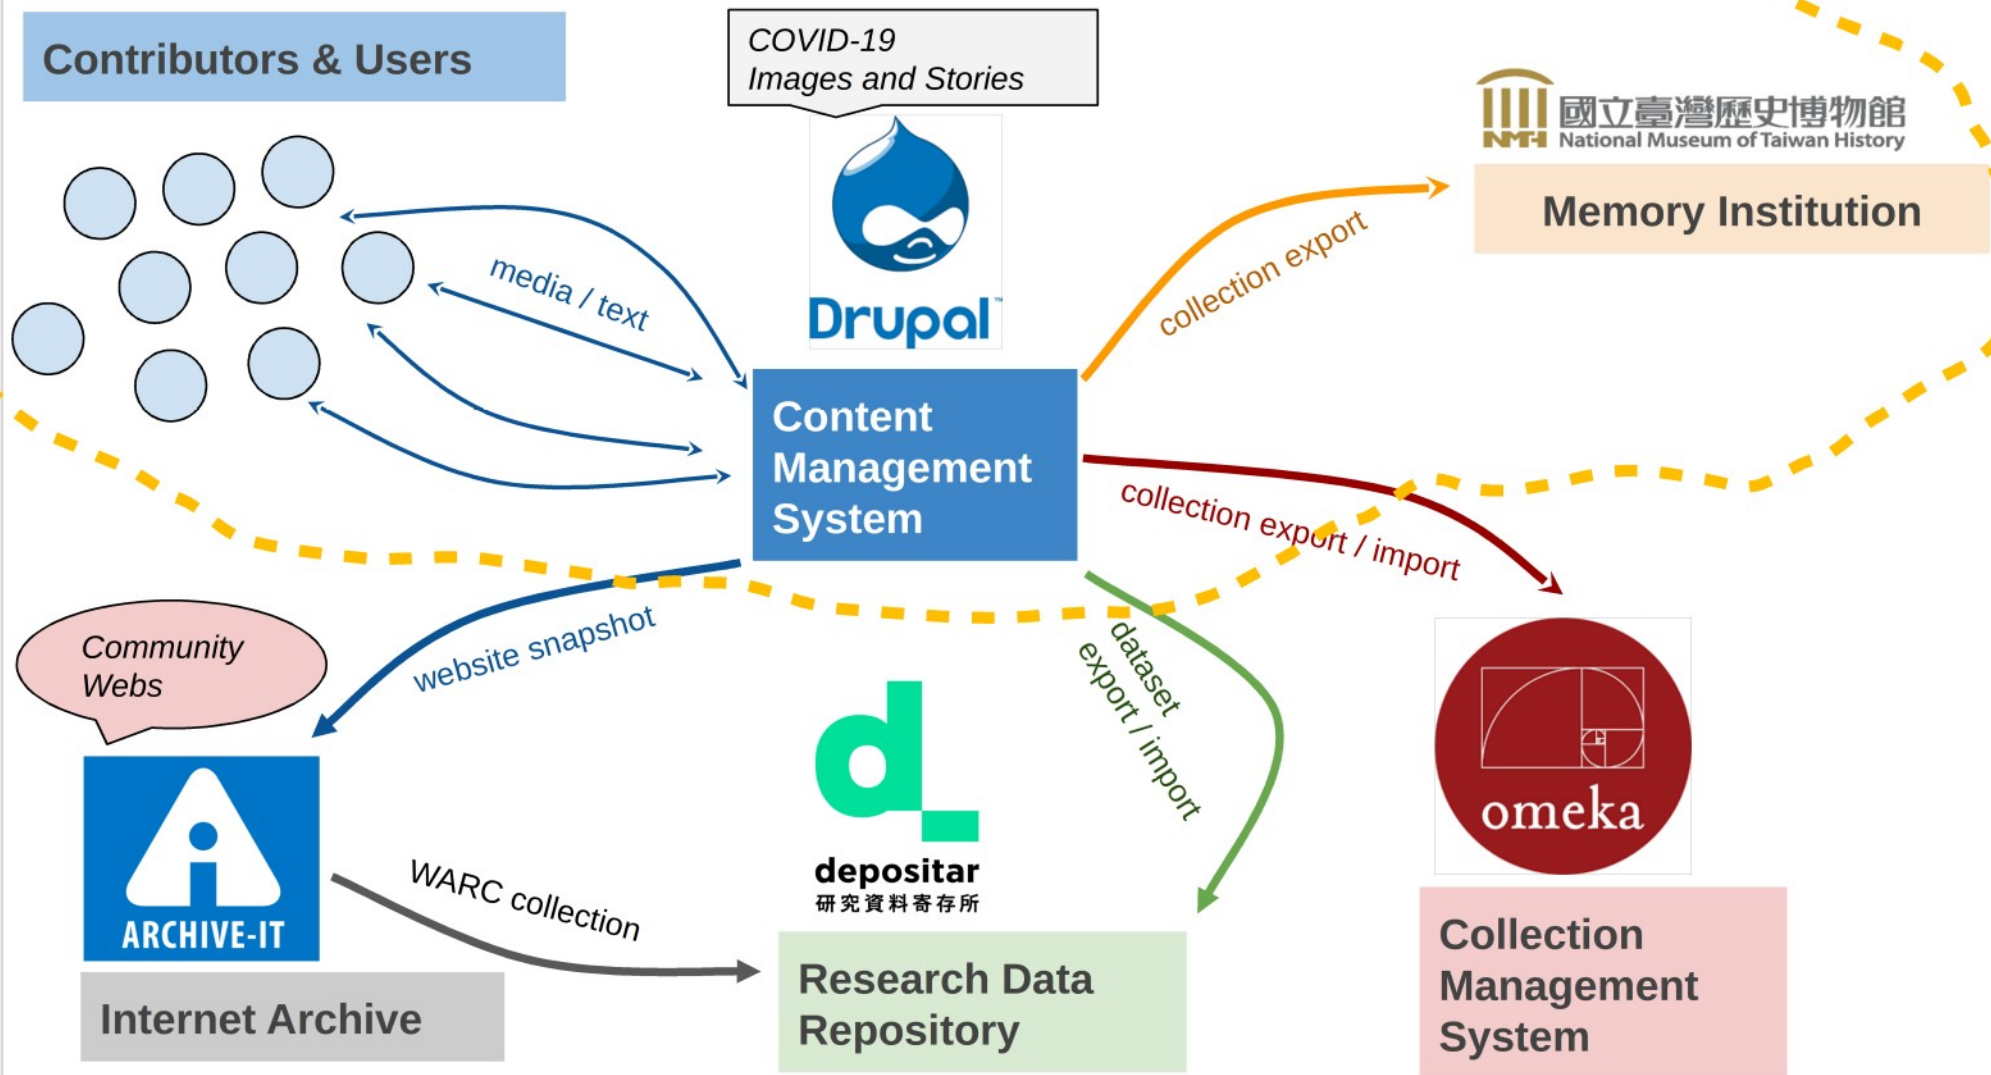 Contributors & Users
COVID-19
Images and Stories
Drupal™
國立臺灣歷史博物館
NMTH National Museum of Taiwan History
Memory Institution
media / text
collection export
Content
Management
System
collection export / import
website snapshot
dataset
export / import
Community
Webs
ARCHIVE-IT
Internet Archive
WARC collection
d_
depositar
研究資料寄存所
Research Data
Repository
omeka
Collection
Management
System